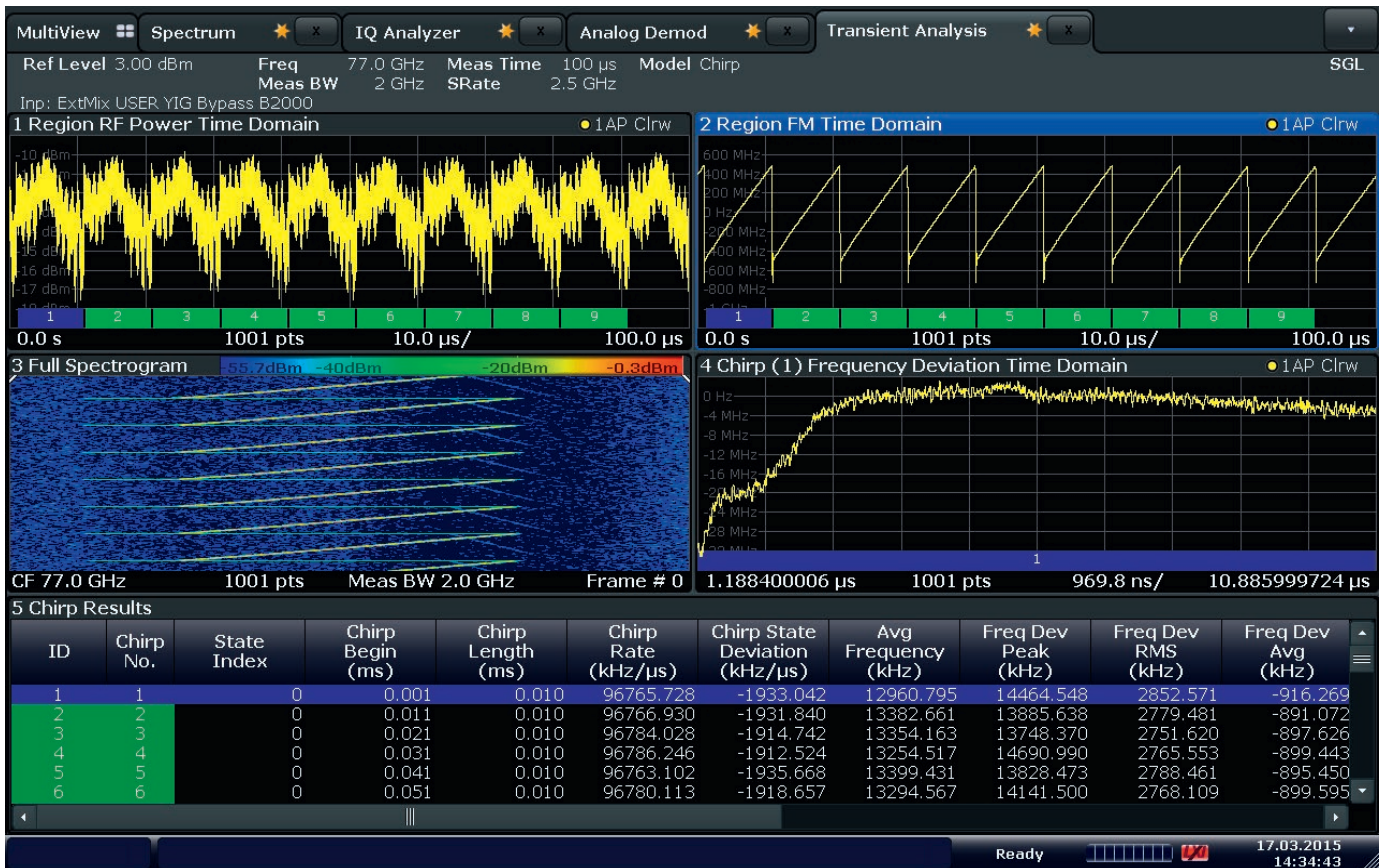 MultiView Spectrum x IQ Analyzer x Analog Demod x Transient Analysis x
Ref Level 3.00 dBm Freq 77.0 GHz Meas Time 100 µs Model Chirp SGL
Meas BW 2 GHz SRate 2.5 GHz
Inp: ExtMix USER YIG Bypass B2000
1 Region RF Power Time Domain 1AP Clrw
-10 dBm
-15 dBm
-16 dBm
-17 dBm
1 2 3 4 5 6 7 8 9
0.0 s 1001 pts 10.0 µs/ 100.0 µs
2 Region FM Time Domain 1AP Clrw
600 MHz
400 MHz
200 MHz
0 Hz
-200 MHz
-400 MHz
-600 MHz
-800 MHz
-1 GHz
1 2 3 4 5 6 7 8 9
0.0 s 1001 pts 10.0 µs/ 100.0 µs
3 Full Spectrogram -55.7dBm -40dBm -20dBm -0.3dBm
CF 77.0 GHz 1001 pts Meas BW 2.0 GHz Frame # 0
4 Chirp (1) Frequency Deviation Time Domain 1AP Clrw
0 Hz
-4 MHz
-8 MHz
-12 MHz
-16 MHz
-24 MHz
-28 MHz
1
1.188400006 µs 1001 pts 969.8 ns/ 10.885999724 µs
5 Chirp Results
ID Chirp No. State Index Chirp Begin (ms) Chirp Length (ms) Chirp Rate (kHz/µs) Chirp State Deviation (kHz/µs) Avg Frequency (kHz) Freq Dev Peak (kHz) Freq Dev RMS (kHz) Freq Dev Avg (kHz)
1 1 0 0.001 0.010 96765.728 -1933.042 12960.795 14464.548 2852.571 -916.269
2 2 0 0.011 0.010 96766.930 -1931.840 13382.661 13885.638 2779.481 -891.072
3 3 0 0.021 0.010 96784.028 -1914.742 13354.163 13748.370 2751.620 -897.626
4 4 0 0.031 0.010 96786.246 -1912.524 13254.517 14690.990 2765.553 -899.443
5 5 0 0.041 0.010 96763.102 -1935.668 13399.431 13828.473 2788.461 -895.450
6 6 0 0.051 0.010 96780.113 -1918.657 13294.567 14141.500 2768.109 -899.595
Ready LXI 17.03.2015
14:34:43